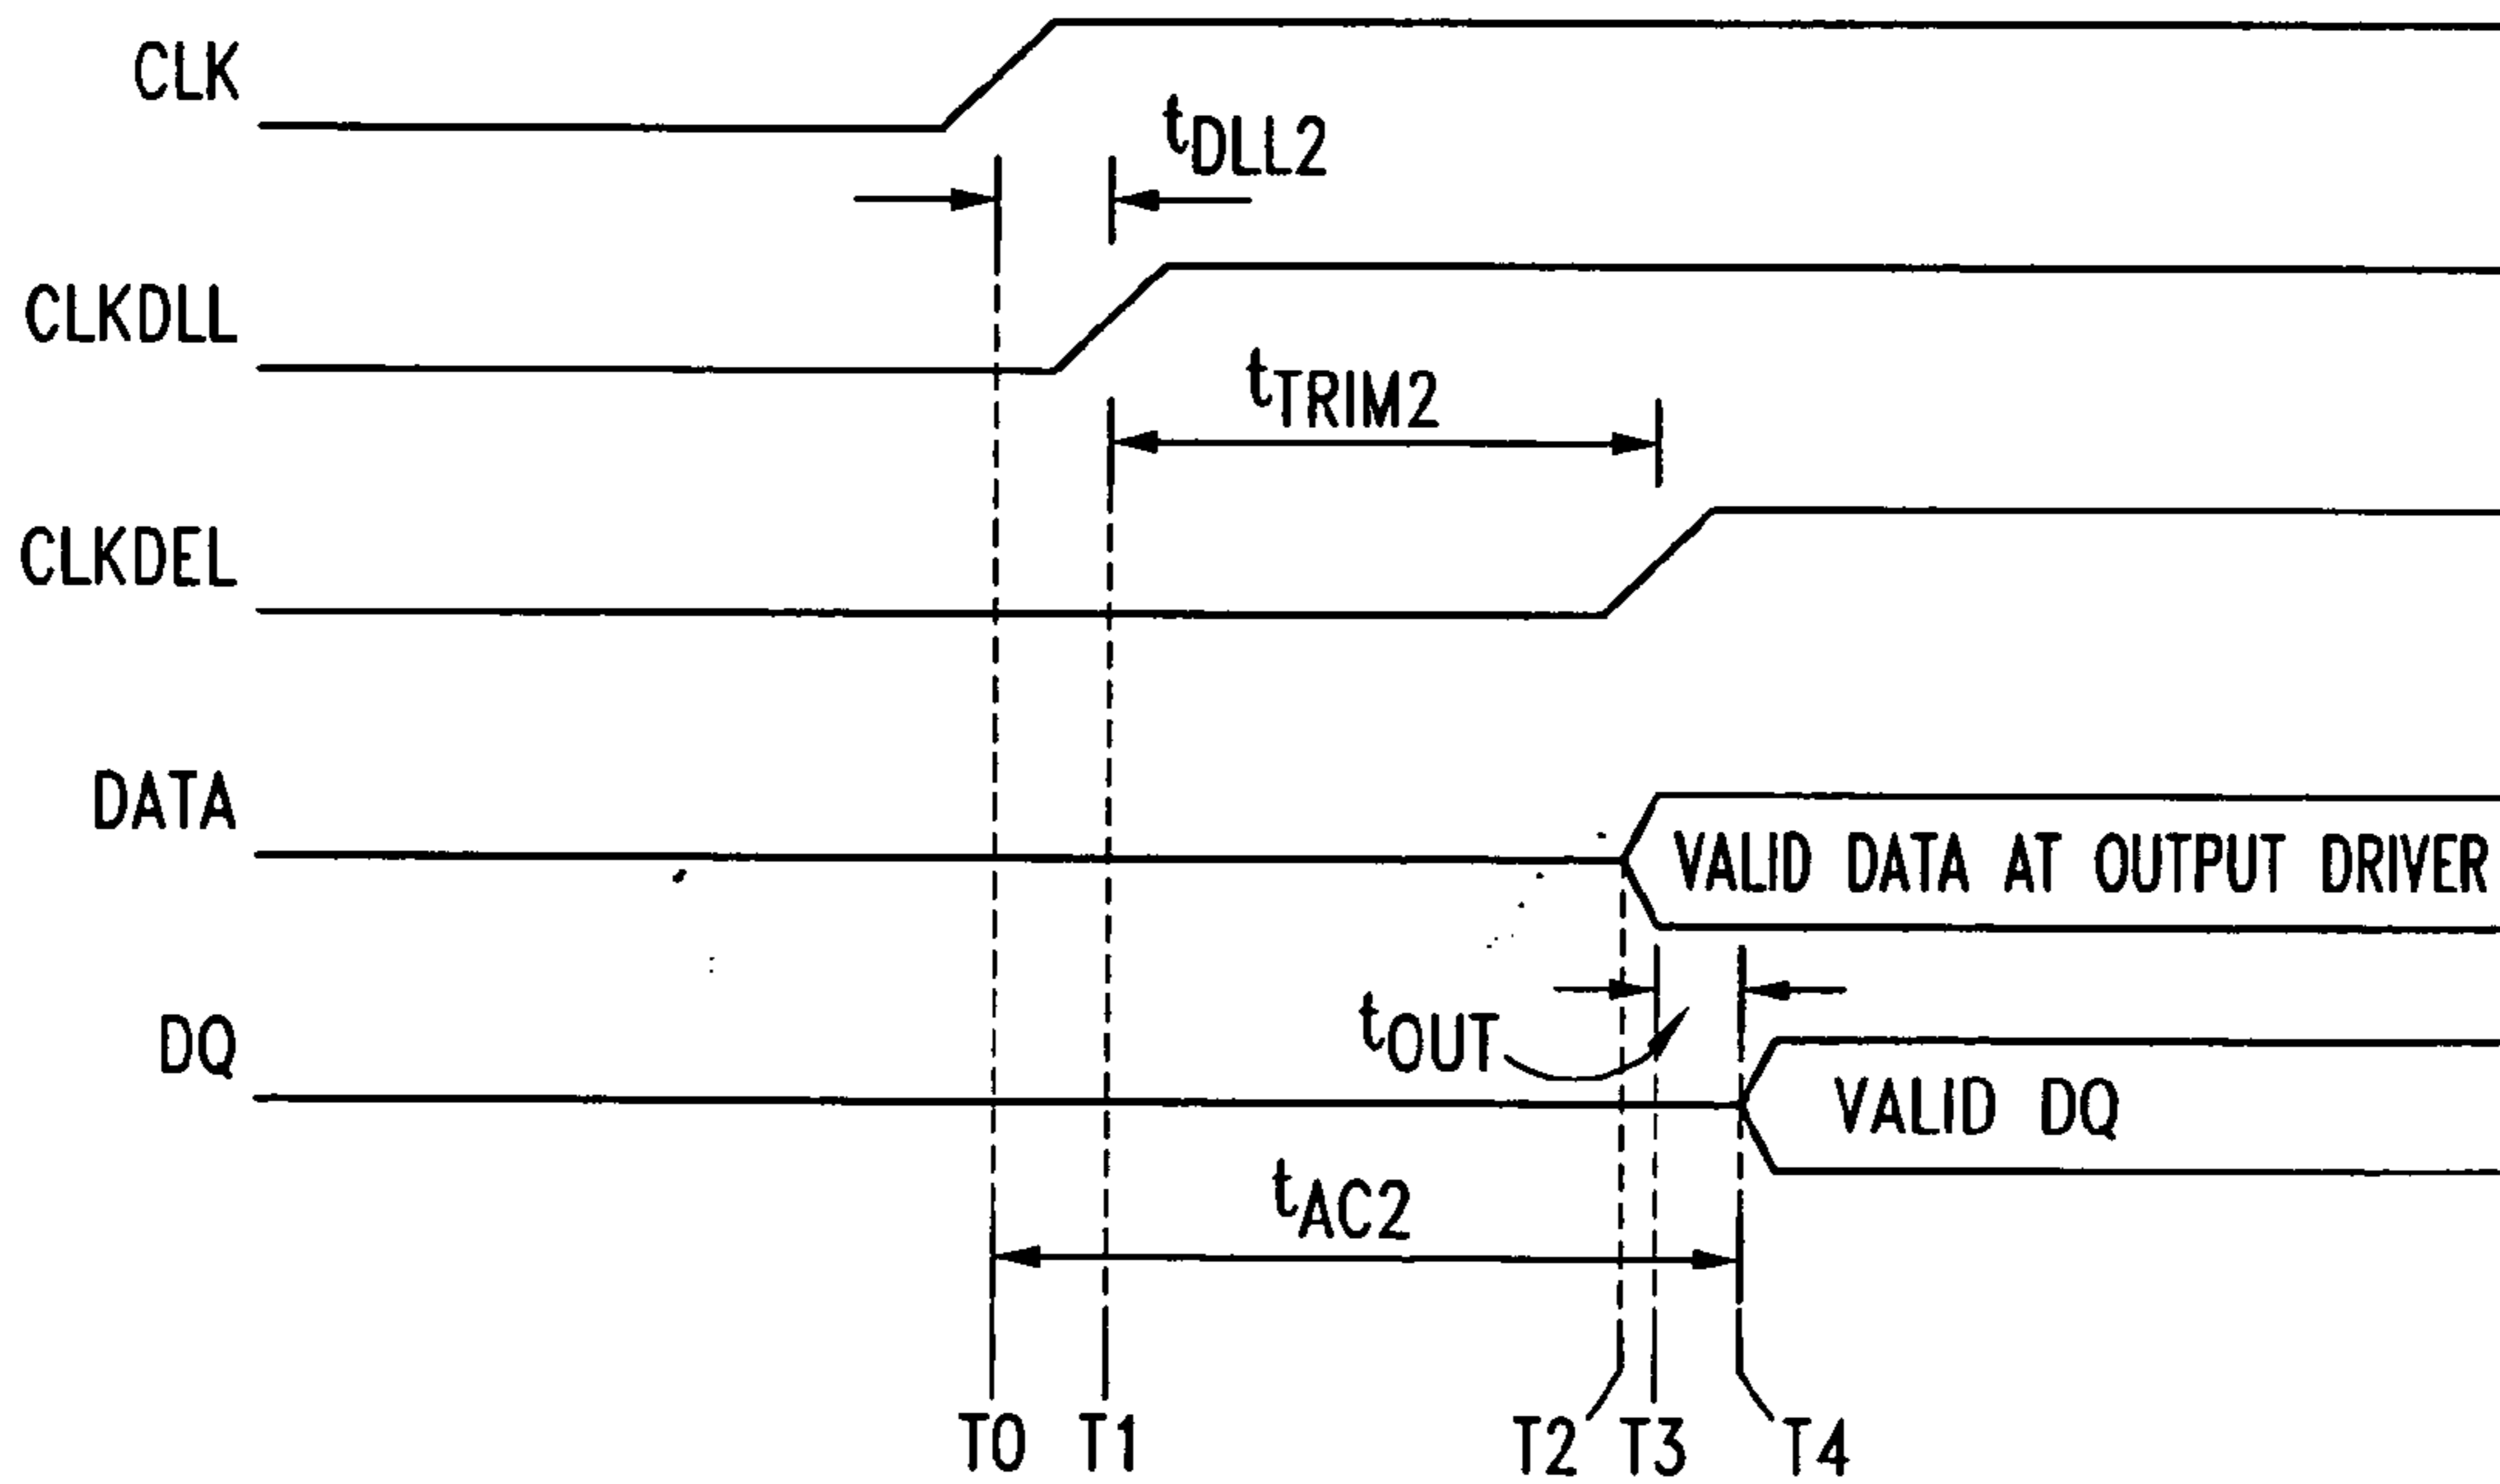 CLK
tDLL2
CLKDLL
tTRIM2
CLKDEL
DATA
VALID DATA AT OUTPUT DRIVER
tOUT
DQ
VALID DQ
tAC2
T0 T1 T2 T3 T4